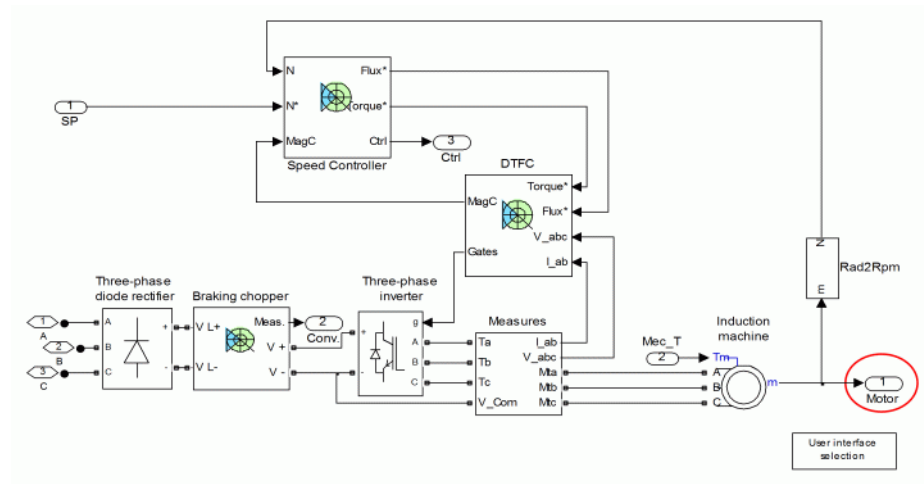 N
Flux*
1
SP
N*
Torque*
MagC
Ctrl
3
Ctrl
Speed Controller
DTFC
Torque*
MagC
Flux*
V_abc
Gates
I_ab
N
Rad2Rpm
E
Three-phase
diode rectifier
Braking chopper
Three-phase
inverter
Measures
Induction
machine
1
A
A
+
V L+
Meas.
2
Conv.
+
g
A
Ta
I_ab
Mec_T
2
Tm
2
B
B
V +
B
Tb
V_abc
Mta
A
m
1
Motor
3
C
C
-
V L-
V -
-
C
Tc
Mtb
B
V_Com
Mtc
C
User interface
selection